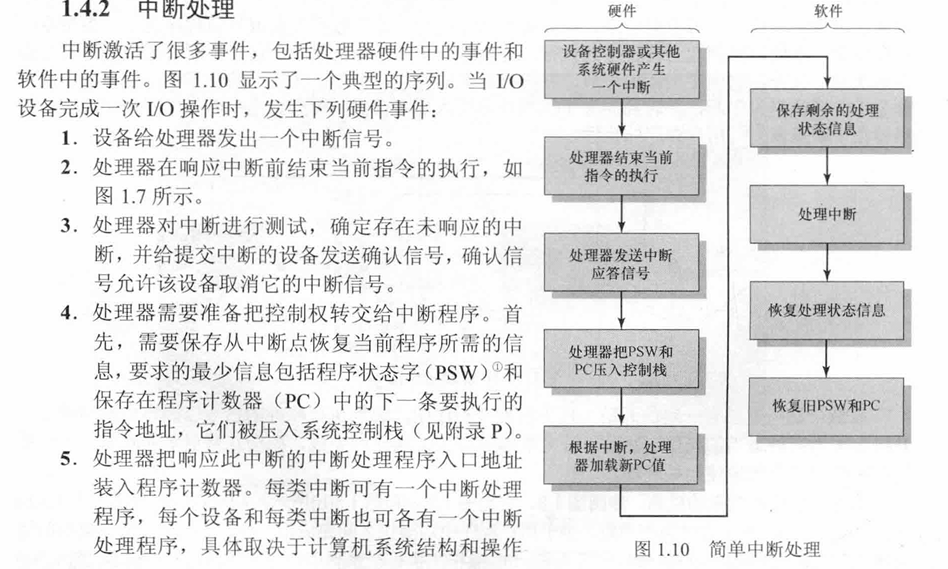 1.4.2 中断处理
中断激活了很多事件，包括处理器硬件中的事件和
软件中的事件。图 1.10 显示了一个典型的序列。当 I/O
设备完成一次 I/O 操作时，发生下列硬件事件：
1. 设备给处理器发出一个中断信号。
2. 处理器在响应中断前结束当前指令的执行，如
图 1.7 所示。
3. 处理器对中断进行测试，确定存在未响应的中
断，并给提交中断的设备发送确认信号，确认信
号允许该设备取消它的中断信号。
4. 处理器需要准备把控制权转交给中断程序。首
先，需要保存从中断点恢复当前程序所需的信
息，要求的最少信息包括程序状态字（PSW）①和
保存在程序计数器（PC）中的下一条要执行的
指令地址，它们被压入系统控制栈（见附录 P）。
5. 处理器把响应此中断的中断处理程序入口地址
装入程序计数器。每类中断可有一个中断处理
程序，每个设备和每类中断也可各有一个中断
处理程序，具体取决于计算机系统结构和操作
硬件
设备控制器或其他
系统硬件产生
一个中断
处理器结束当前
指令的执行
处理器发送中断
应答信号
处理器把PSW和
PC压入控制栈
根据中断，处理
器加载新PC值
软件
保存剩余的处理
状态信息
处理中断
恢复处理状态信息
恢复旧PSW和PC
图 1.10 简单中断处理